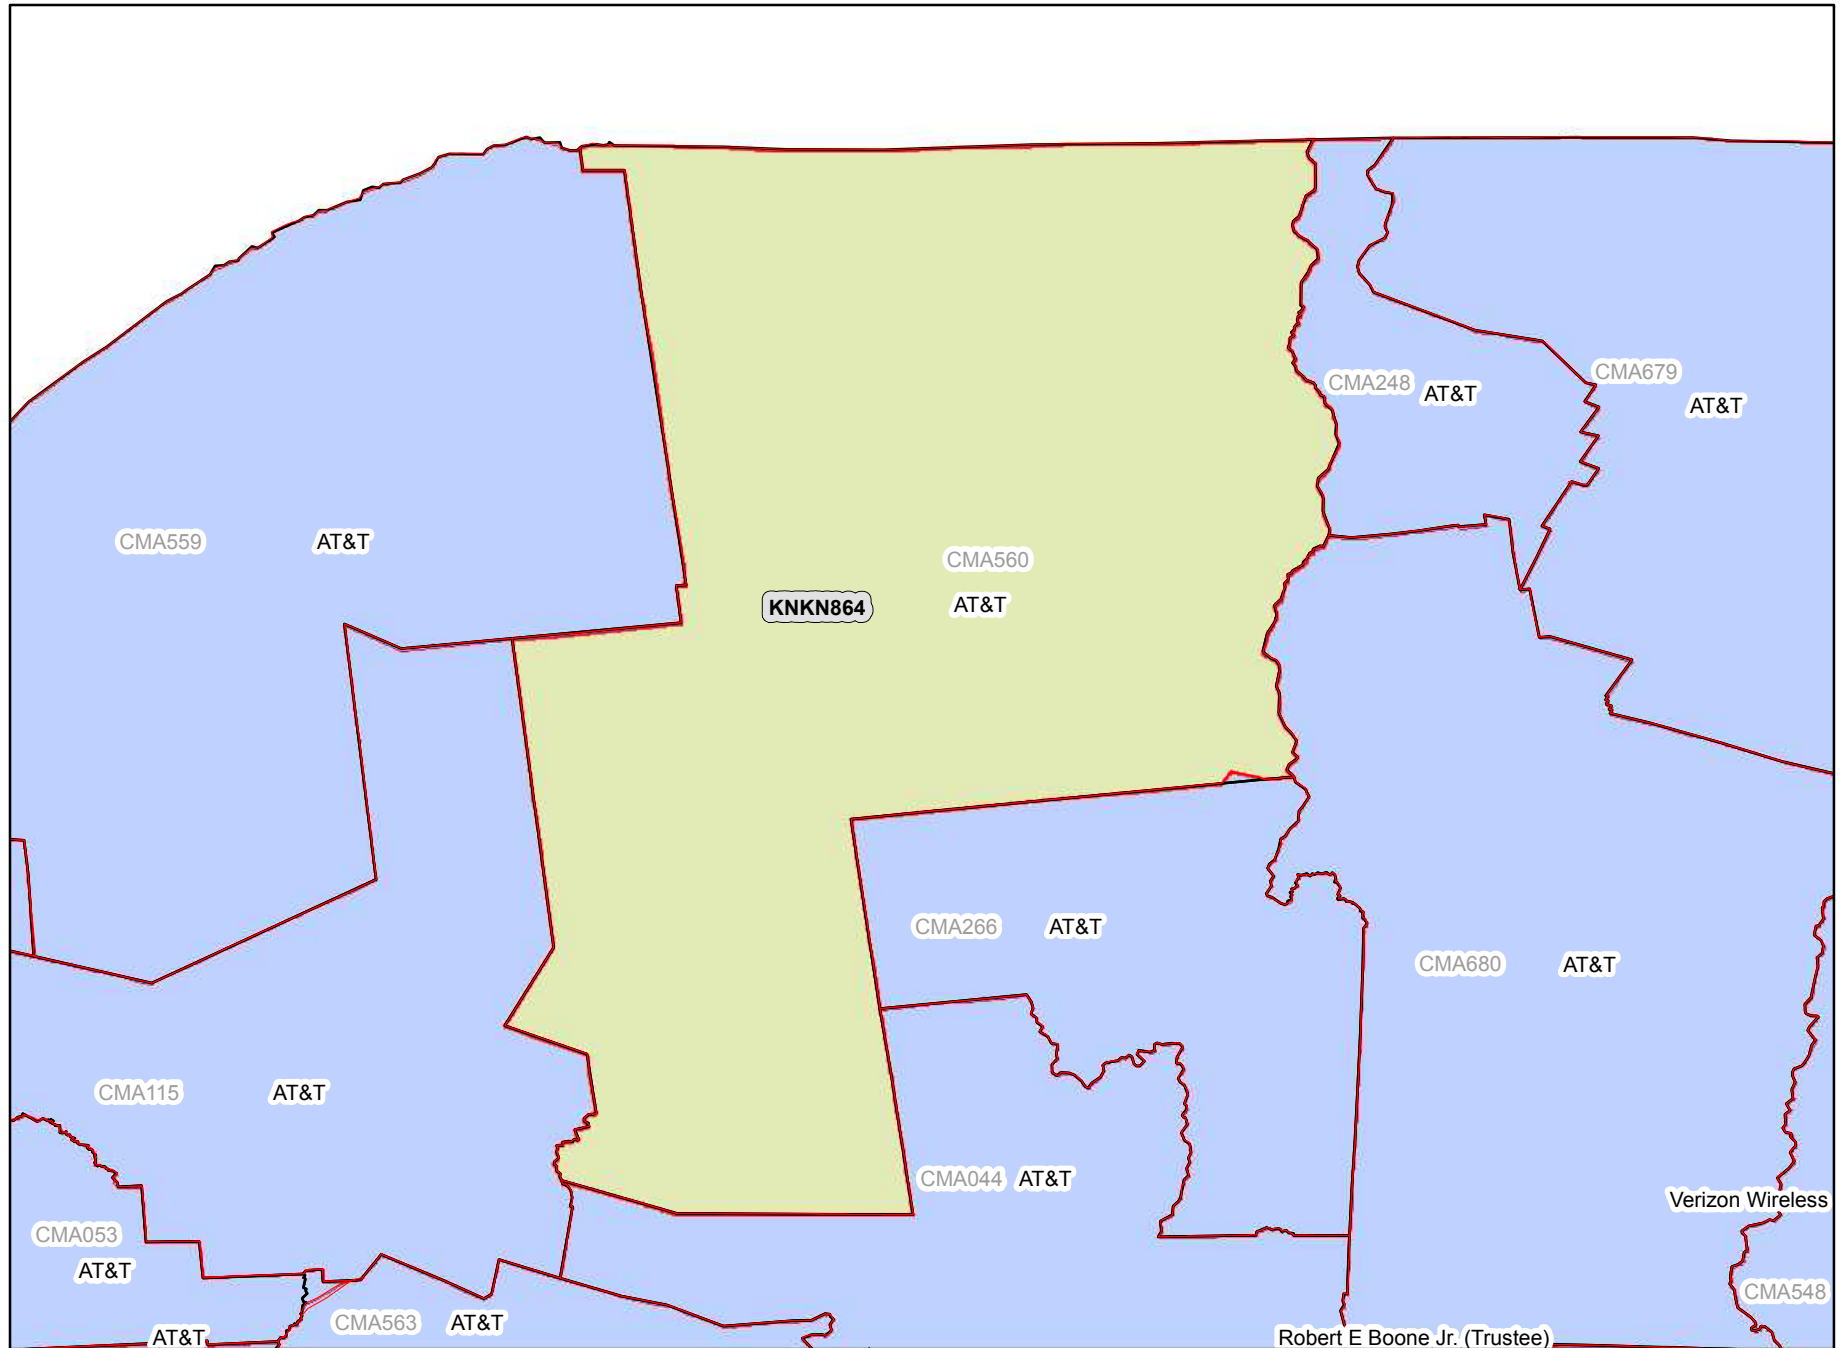 CMA679
CMA248
AT&T
AT&T
CMA559
AT&T
CMA560
KNKN864
AT&T
CMA266
AT&T
CMA680
AT&T
CMA115
AT&T
CMA044
AT&T
Verizon Wireless
CMA053
AT&T
CMA548
CMA563
AT&T
AT&T
Robert E Boone Jr. (Trustee)